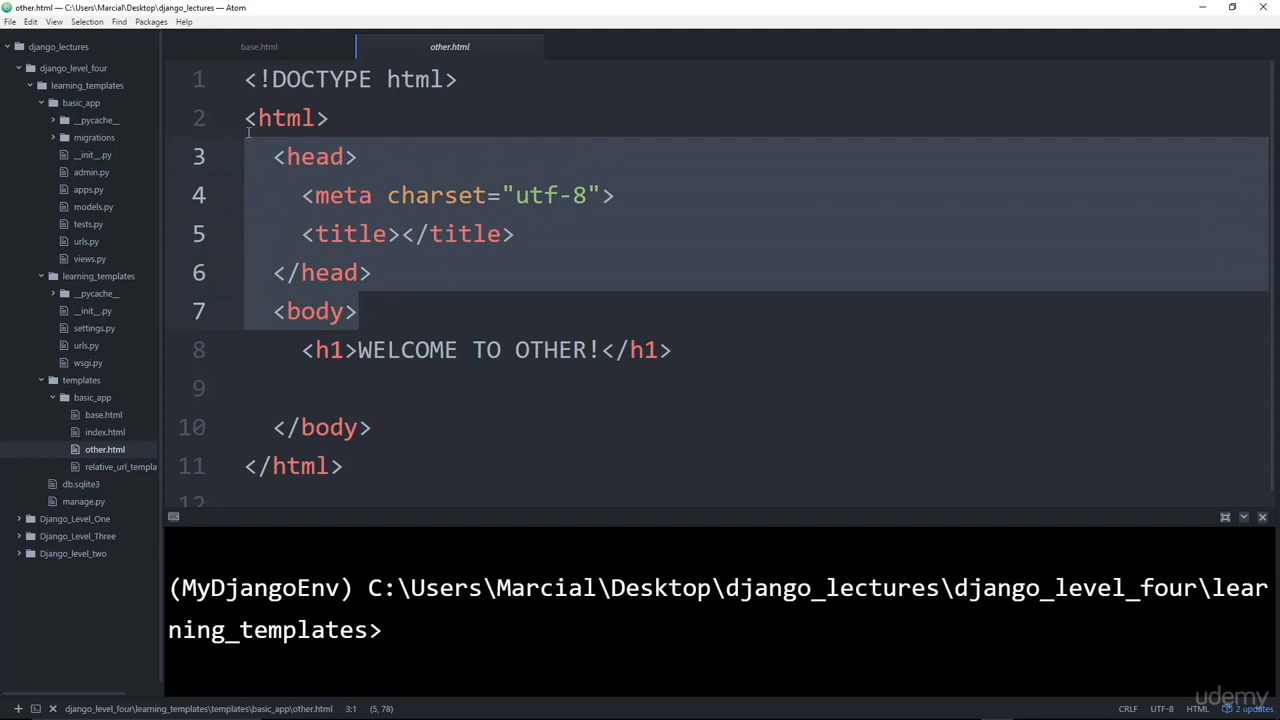 other.html — C:\Users\Marcial\Desktop\django_lectures — Atom
File Edit View Selection Find Packages Help
django_lectures
django_level_four
learning_templates
basic_app
__pycache__
migrations
__init__.py
admin.py
apps.py
models.py
tests.py
urls.py
views.py
learning_templates
__pycache__
__init__.py
settings.py
urls.py
wsgi.py
templates
basic_app
base.html
index.html
other.html
relative_url_templa
db.sqlite3
manage.py
Django_Level_One
Django_Level_Three
Django_level_two
base.html other.html
1 <!DOCTYPE html>
2 <html>
3 <head>
4 <meta charset="utf-8">
5 <title></title>
6 </head>
7 <body>
8 <h1>WELCOME TO OTHER!</h1>
9
10 </body>
11 </html>
12
(MyDjangoEnv) C:\Users\Marcial\Desktop\django_lectures\django_level_four\lear
ning_templates>
udemy
django_level_four\learning_templates\templates\basic_app\other.html 3:1 (5, 78) CRLF UTF-8 HTML 2 updates